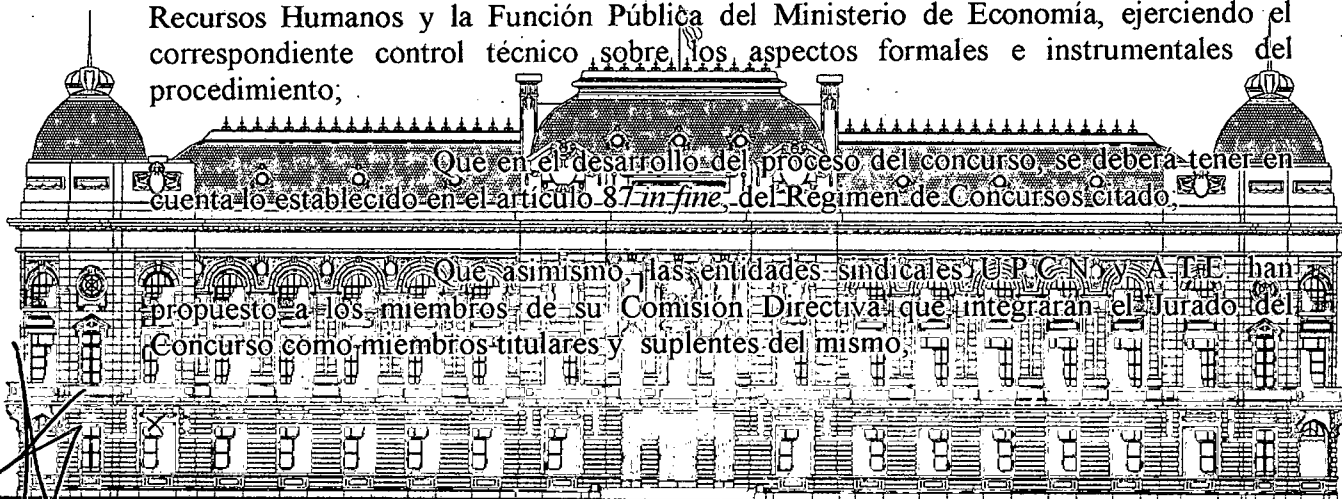 Recursos Humanos y la Función Pública del Ministerio de Economía, ejerciendo el
correspondiente control técnico sobre los aspectos formales e instrumentales del
procedimiento;
Que en el desarrollo del proceso del concurso, se deberá tener en
cuenta lo establecido en el artículo 87 in fine, del Régimen de Concursos citado;
Que asimismo, las entidades sindicales U.P.C.N. y A.T.E. han
propuesto a los miembros de su Comisión Directiva que integrarán el Jurado del
Concurso como miembros titulares y suplentes del mismo;